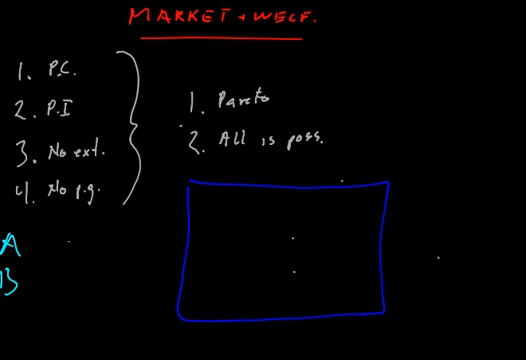 MARKET + WELF.
1. P.C.
2. P.I
3. No ext.
4. No p.g.
1. Pareto
2. All is poss.
A
B